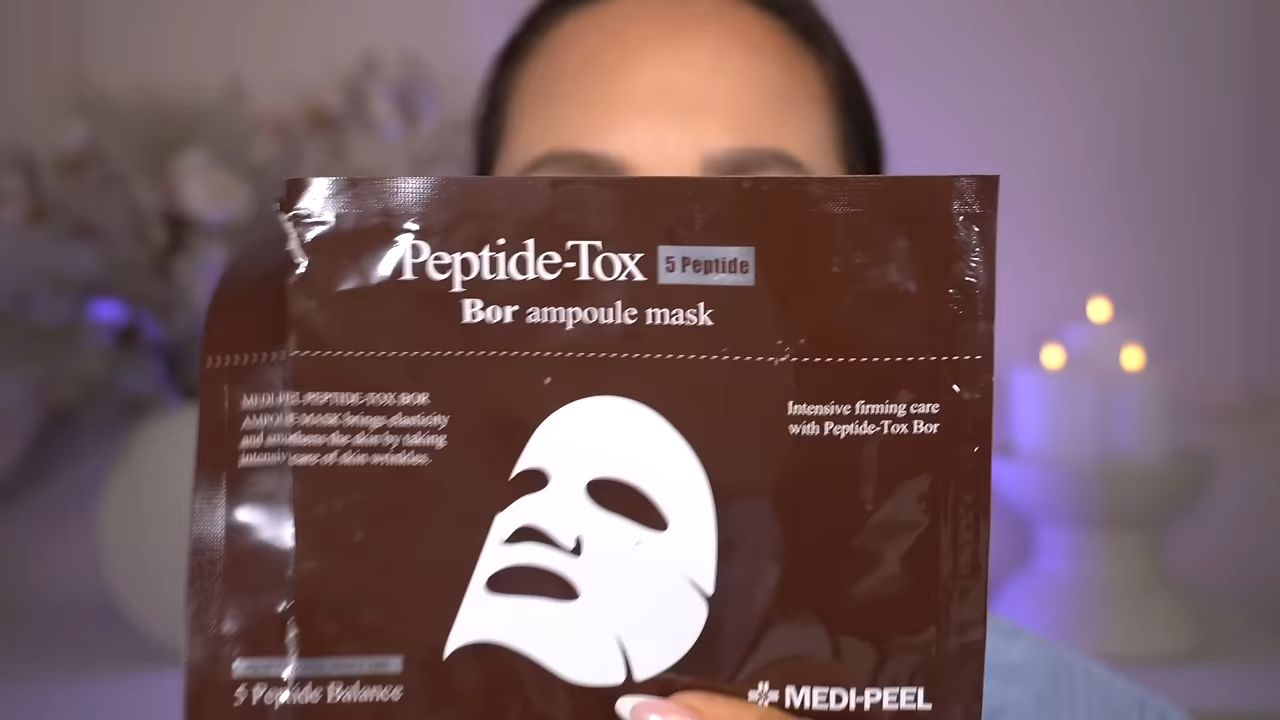 Peptide-Tox 5 Peptide
Bor ampoule mask
MEDI-PEEL PEPTIDE-TOX BOR
AMPOULE MASK brings elasticity
and smoothens the skin by taking
intensive care of skin wrinkles.
Intensive firming care
with Peptide-Tox Bor
5 Peptide Balance
MEDI-PEEL